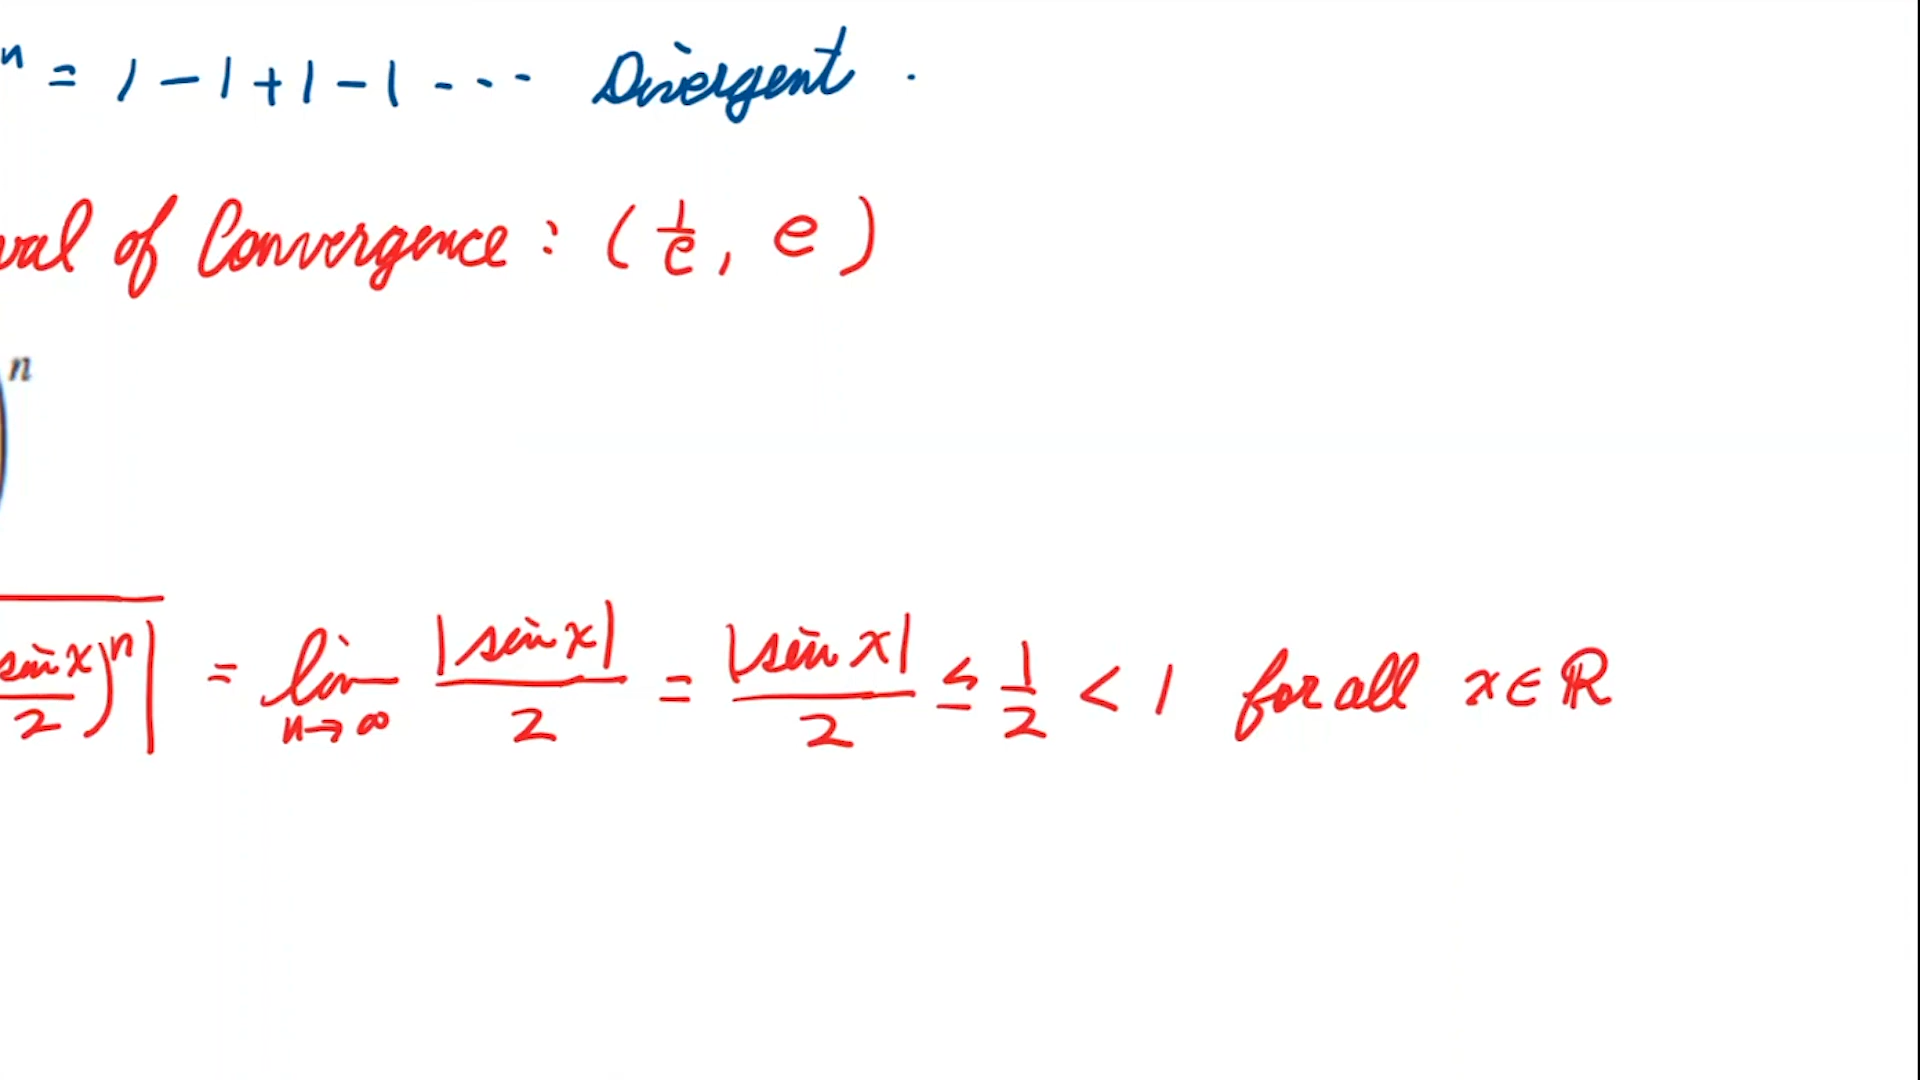 n = 1 - 1 + 1 - 1 - - - Divergent .
val of Convergence : ( 1/e , e )
n
sin x/2)^n| = lim n→∞ |sin x|/2 = |sin x|/2 ≤ 1/2 < 1 for all x ∈ ℝ